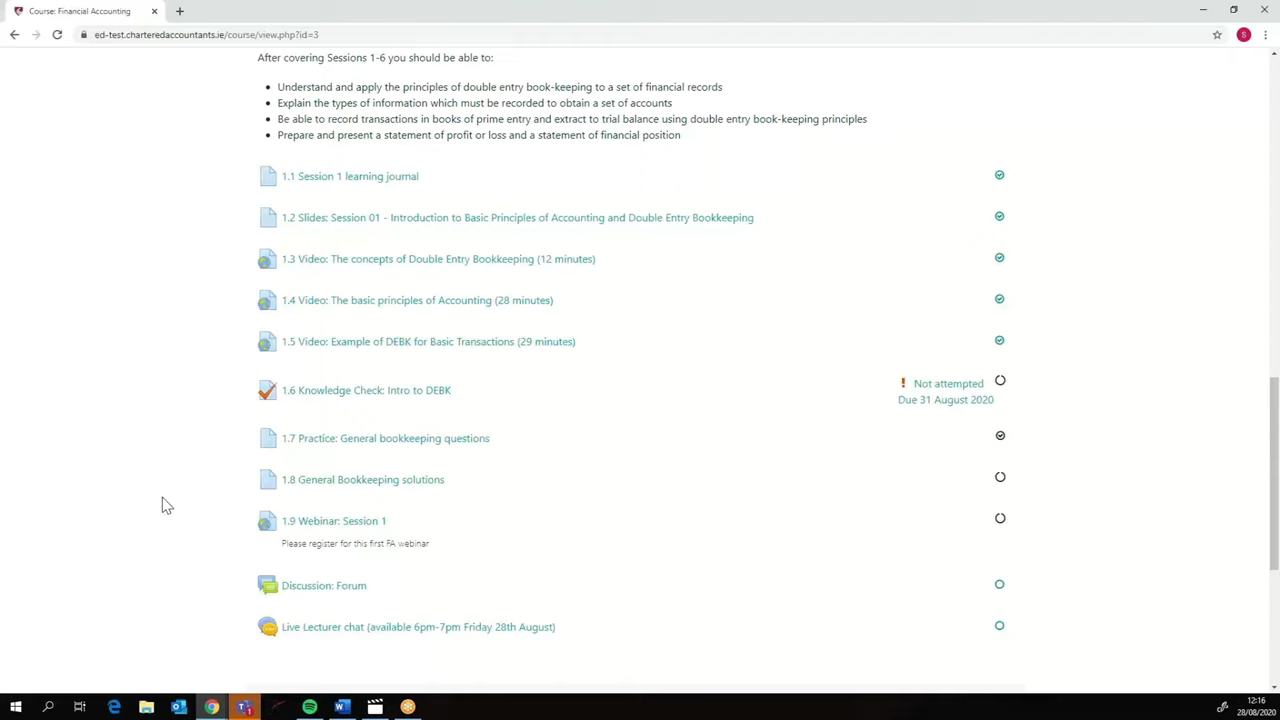 Course: Financial Accounting
ed-test.charteredaccountants.ie/course/view.php?id=3
S
After covering Sessions 1-6 you should be able to:
Understand and apply the principles of double entry book-keeping to a set of financial records
Explain the types of information which must be recorded to obtain a set of accounts
Be able to record transactions in books of prime entry and extract to trial balance using double entry book-keeping principles
Prepare and present a statement of profit or loss and a statement of financial position
1.1 Session 1 learning journal
1.2 Slides: Session 01 - Introduction to Basic Principles of Accounting and Double Entry Bookkeeping
1.3 Video: The concepts of Double Entry Bookkeeping (12 minutes)
1.4 Video: The basic principles of Accounting (28 minutes)
1.5 Video: Example of DEBK for Basic Transactions (29 minutes)
1.6 Knowledge Check: Intro to DEBK
! Not attempted
Due 31 August 2020
1.7 Practice: General bookkeeping questions
1.8 General Bookkeeping solutions
1.9 Webinar: Session 1
Please register for this first FA webinar
Discussion: Forum
Live Lecturer chat (available 6pm-7pm Friday 28th August)
12:16
28/08/2020